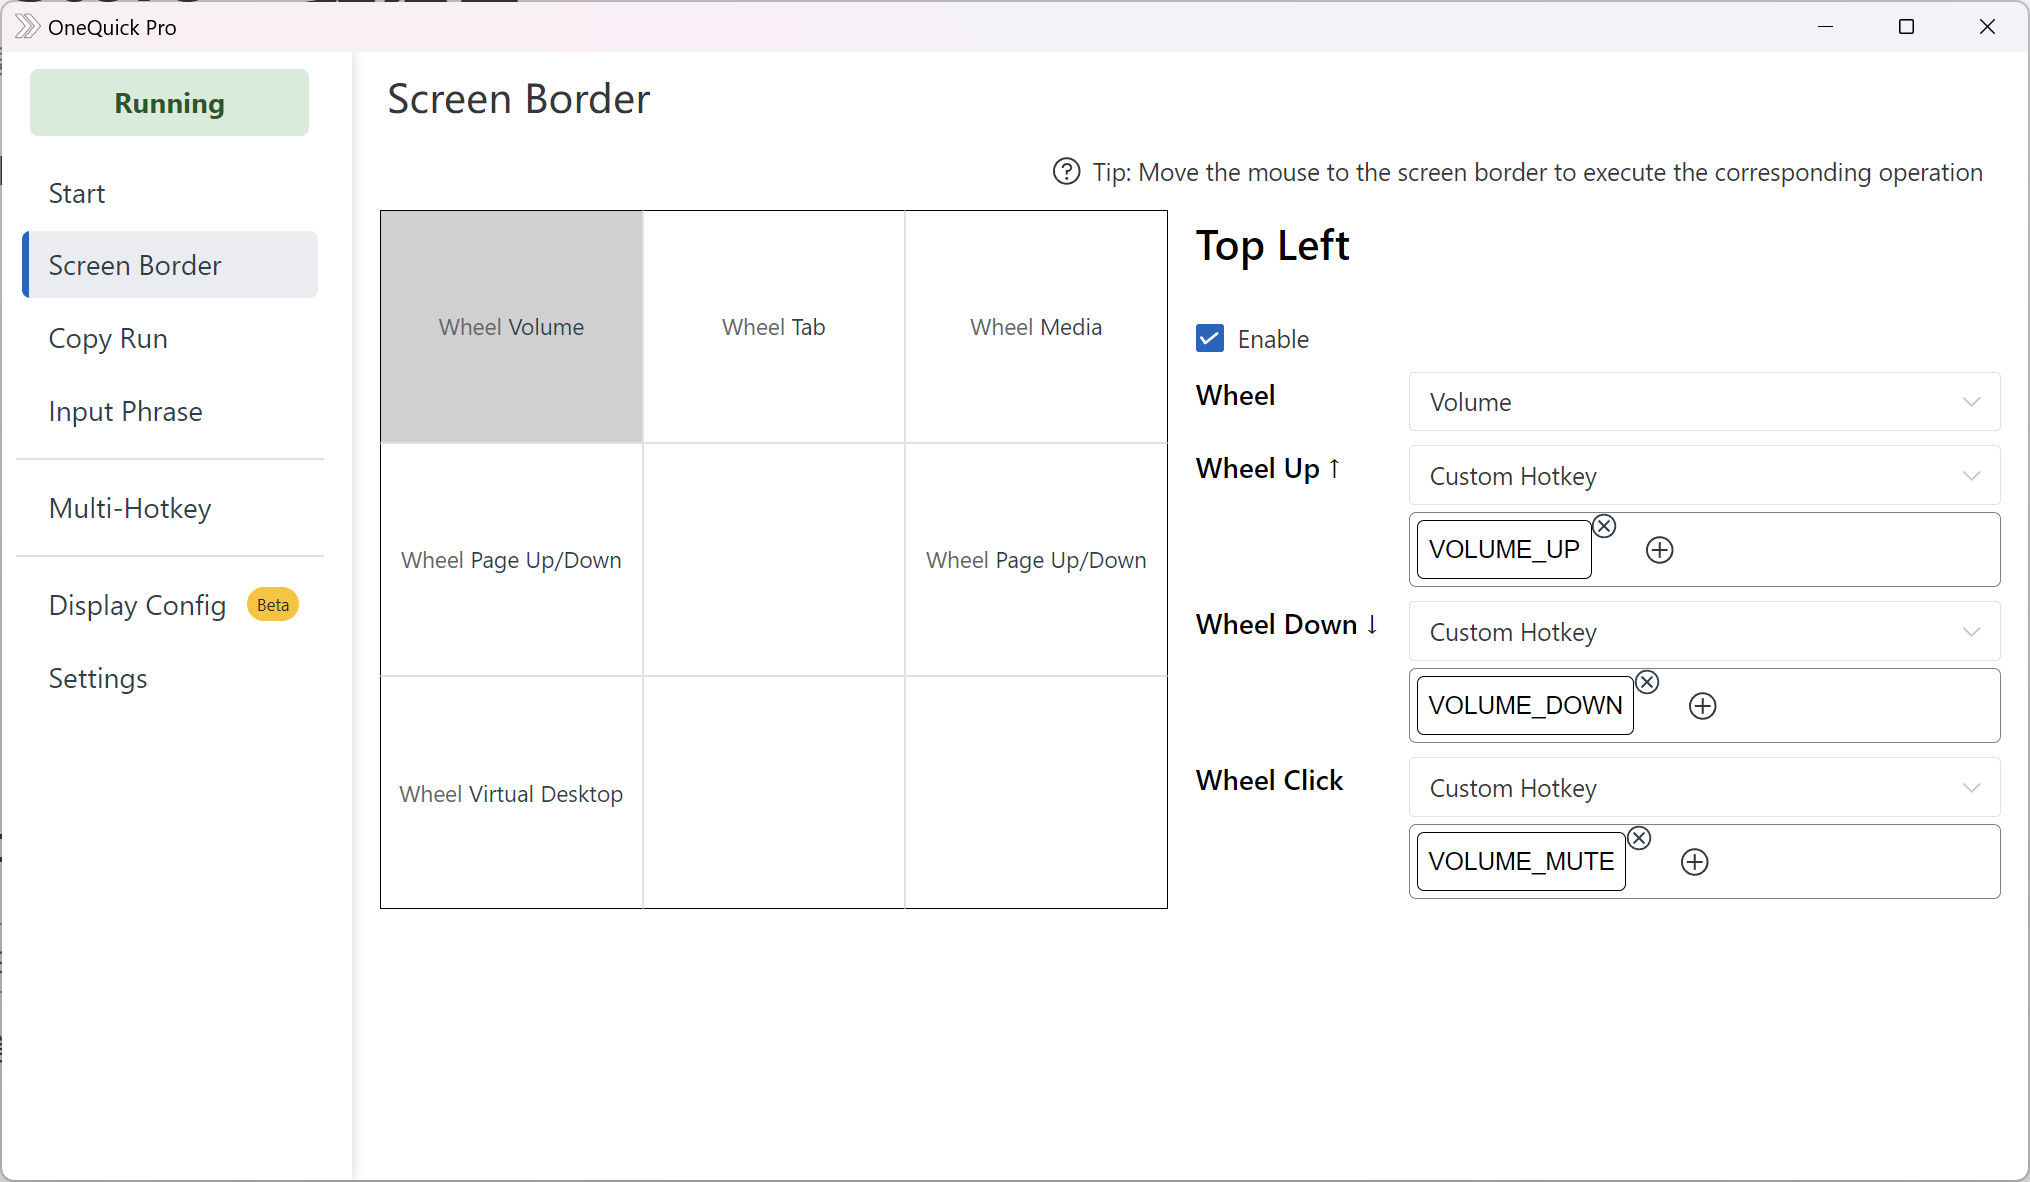 OneQuick Pro
Running
Start
Screen Border
Copy Run
Input Phrase
Multi-Hotkey
Display Config Beta
Settings
Screen Border
Tip: Move the mouse to the screen border to execute the corresponding operation
Wheel Volume
Wheel Tab
Wheel Media
Wheel Page Up/Down
Wheel Page Up/Down
Wheel Virtual Desktop
Top Left
Enable
Wheel
Volume
Wheel Up ↑
Custom Hotkey
VOLUME_UP
Wheel Down ↓
Custom Hotkey
VOLUME_DOWN
Wheel Click
Custom Hotkey
VOLUME_MUTE